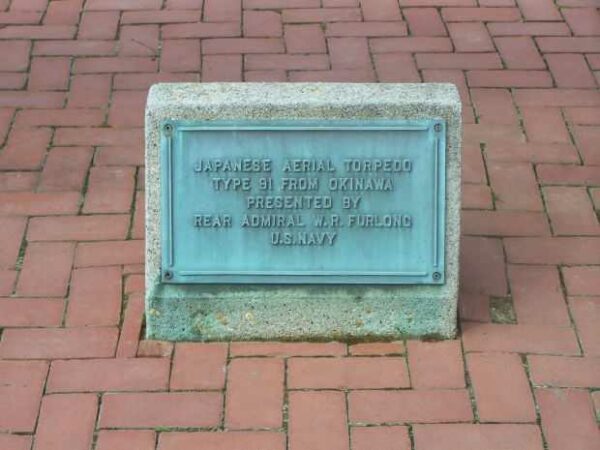 JAPANESE AERIAL TORPEDO
TYPE 91 FROM OKINAWA
PRESENTED BY
REAR ADMIRAL W.R. FURLONG
U.S.NAVY